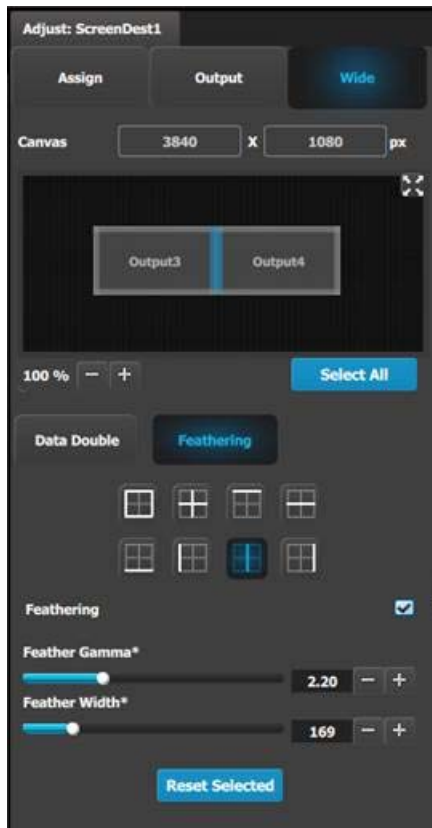 Adjust: ScreenDest1
Assign Output Wide
Canvas 3840 X 1080 px
Output3 Output4
100 % − +
Select All
Data Double Feathering
Feathering
Feather Gamma*
2.20 − +
Feather Width*
169 − +
Reset Selected